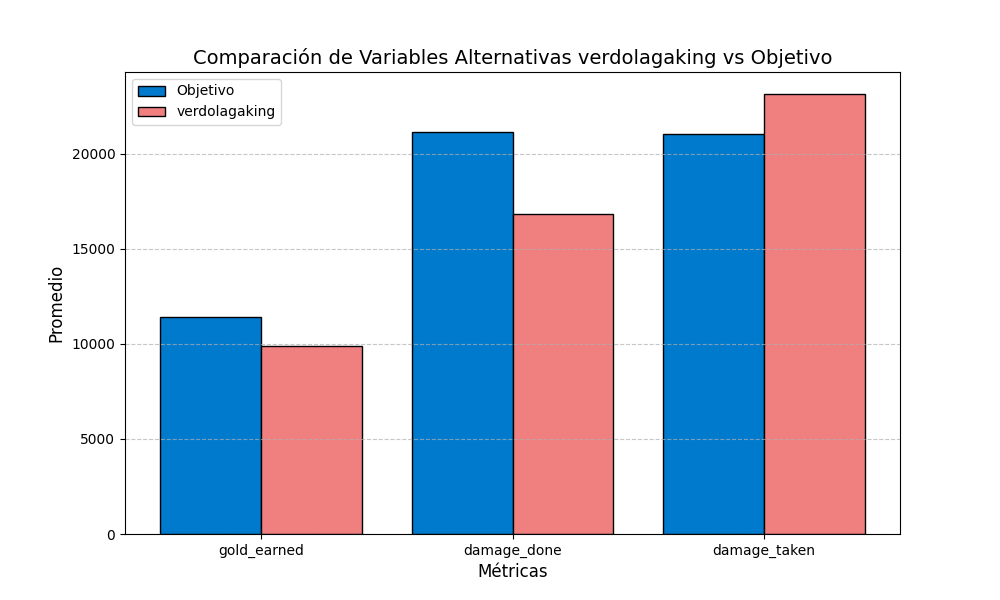 Comparación de Variables Alternativas verdolagaking vs Objetivo
Objetivo
verdolagaking
Promedio
20000
15000
10000
5000
0
gold_earned
damage_done
damage_taken
Métricas